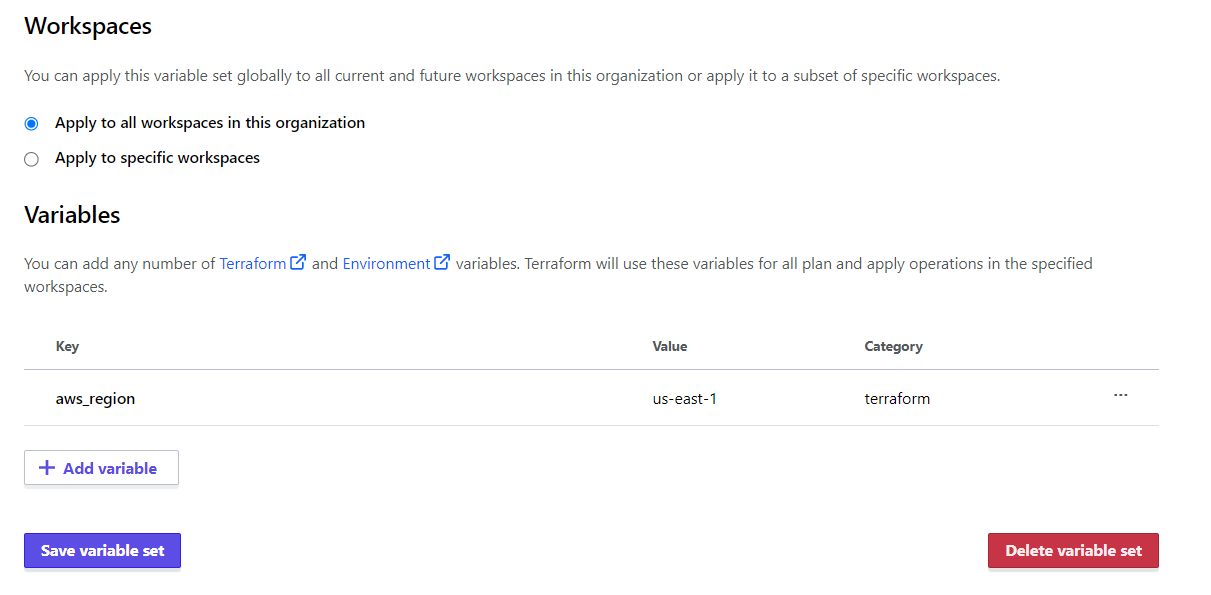 Workspaces
You can apply this variable set globally to all current and future workspaces in this organization or apply it to a subset of specific workspaces.
Apply to all workspaces in this organization
Apply to specific workspaces
Variables
You can add any number of Terraform and Environment variables. Terraform will use these variables for all plan and apply operations in the specified
workspaces.
Key Value Category
aws_region us-east-1 terraform ...
+ Add variable
Save variable set Delete variable set